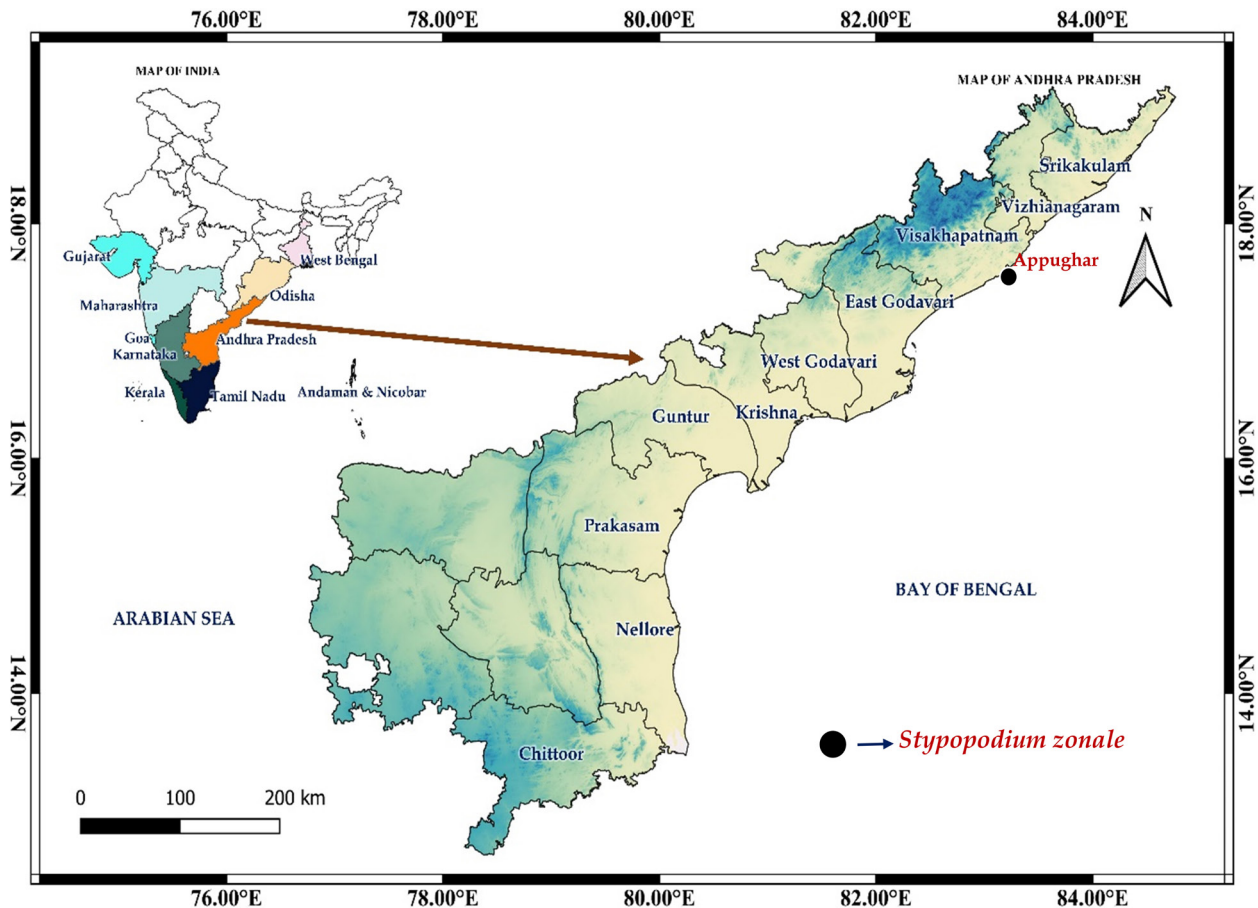 76.00°E 78.00°E 80.00°E 82.00°E 84.00°E
MAP OF INDIA
MAP OF ANDHRA PRADESH
18.00°N
18.00°N
16.00°N
16.00°N
14.00°N
14.00°N
Gujarat
West Bengal
Maharashtra
Odisha
Goa
Andhra Pradesh
Karnataka
Kerala
Tamil Nadu
Andaman & Nicobar
Srikakulam
Vizhianagaram
N
Visakhapatnam
Appughar
East Godavari
West Godavari
Krishna
Guntur
Prakasam
Nellore
Chittoor
ARABIAN SEA
BAY OF BENGAL
Stypopodium zonale
0 100 200 km
76.00°E 78.00°E 80.00°E 82.00°E 84.00°E